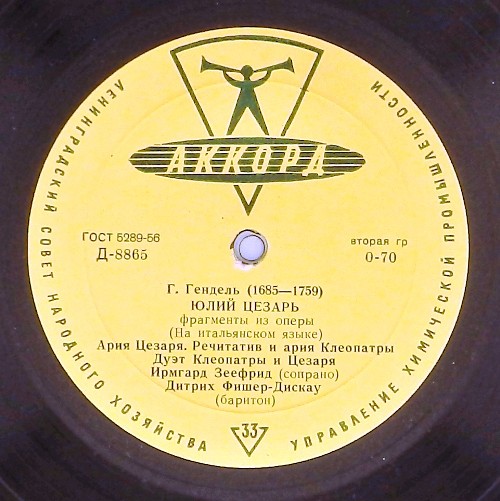 ЛЕНИНГРАДСКИЙ СОВЕТ НАРОДНОГО ХОЗЯЙСТВА
УПРАВЛЕНИЕ ХИМИЧЕСКОЙ ПРОМЫШЛЕННОСТИ
АККОРД
ГОСТ 5289-56
Д-8865
вторая гр
0-70
Г. Гендель (1685—1759)
ЮЛИЙ ЦЕЗАРЬ
фрагменты из оперы
(На итальянском языке)
Ария Цезаря. Речитатив и ария Клеопатры
Дуэт Клеопатры и Цезаря
Ирмгард Зеефрид (сопрано)
Дитрих Фишер-Дискау
(баритон)
33